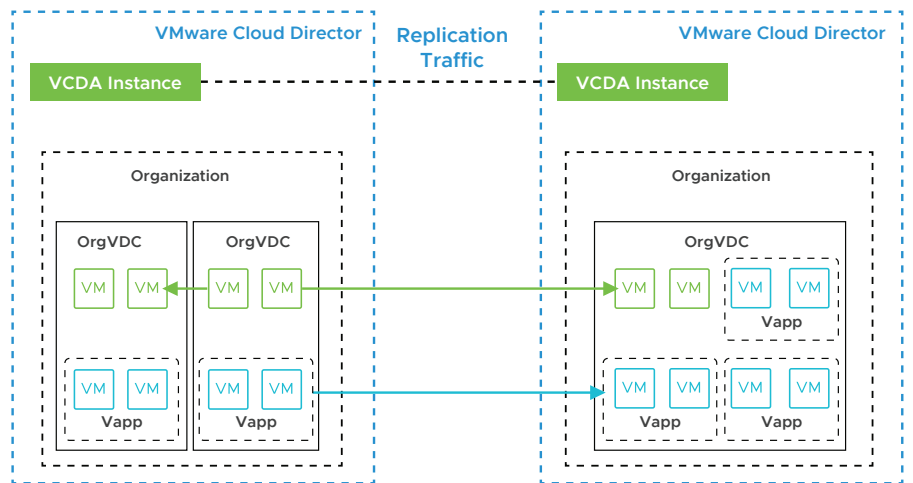 VMware Cloud Director
Replication
Traffic
VMware Cloud Director
VCDA Instance
VCDA Instance
Organization
Organization
OrgVDC
OrgVDC
OrgVDC
VM
VM
VM
VM
VM
VM
VM
VM
Vapp
VM
VM
VM
VM
VM
VM
VM
VM
Vapp
Vapp
Vapp
Vapp